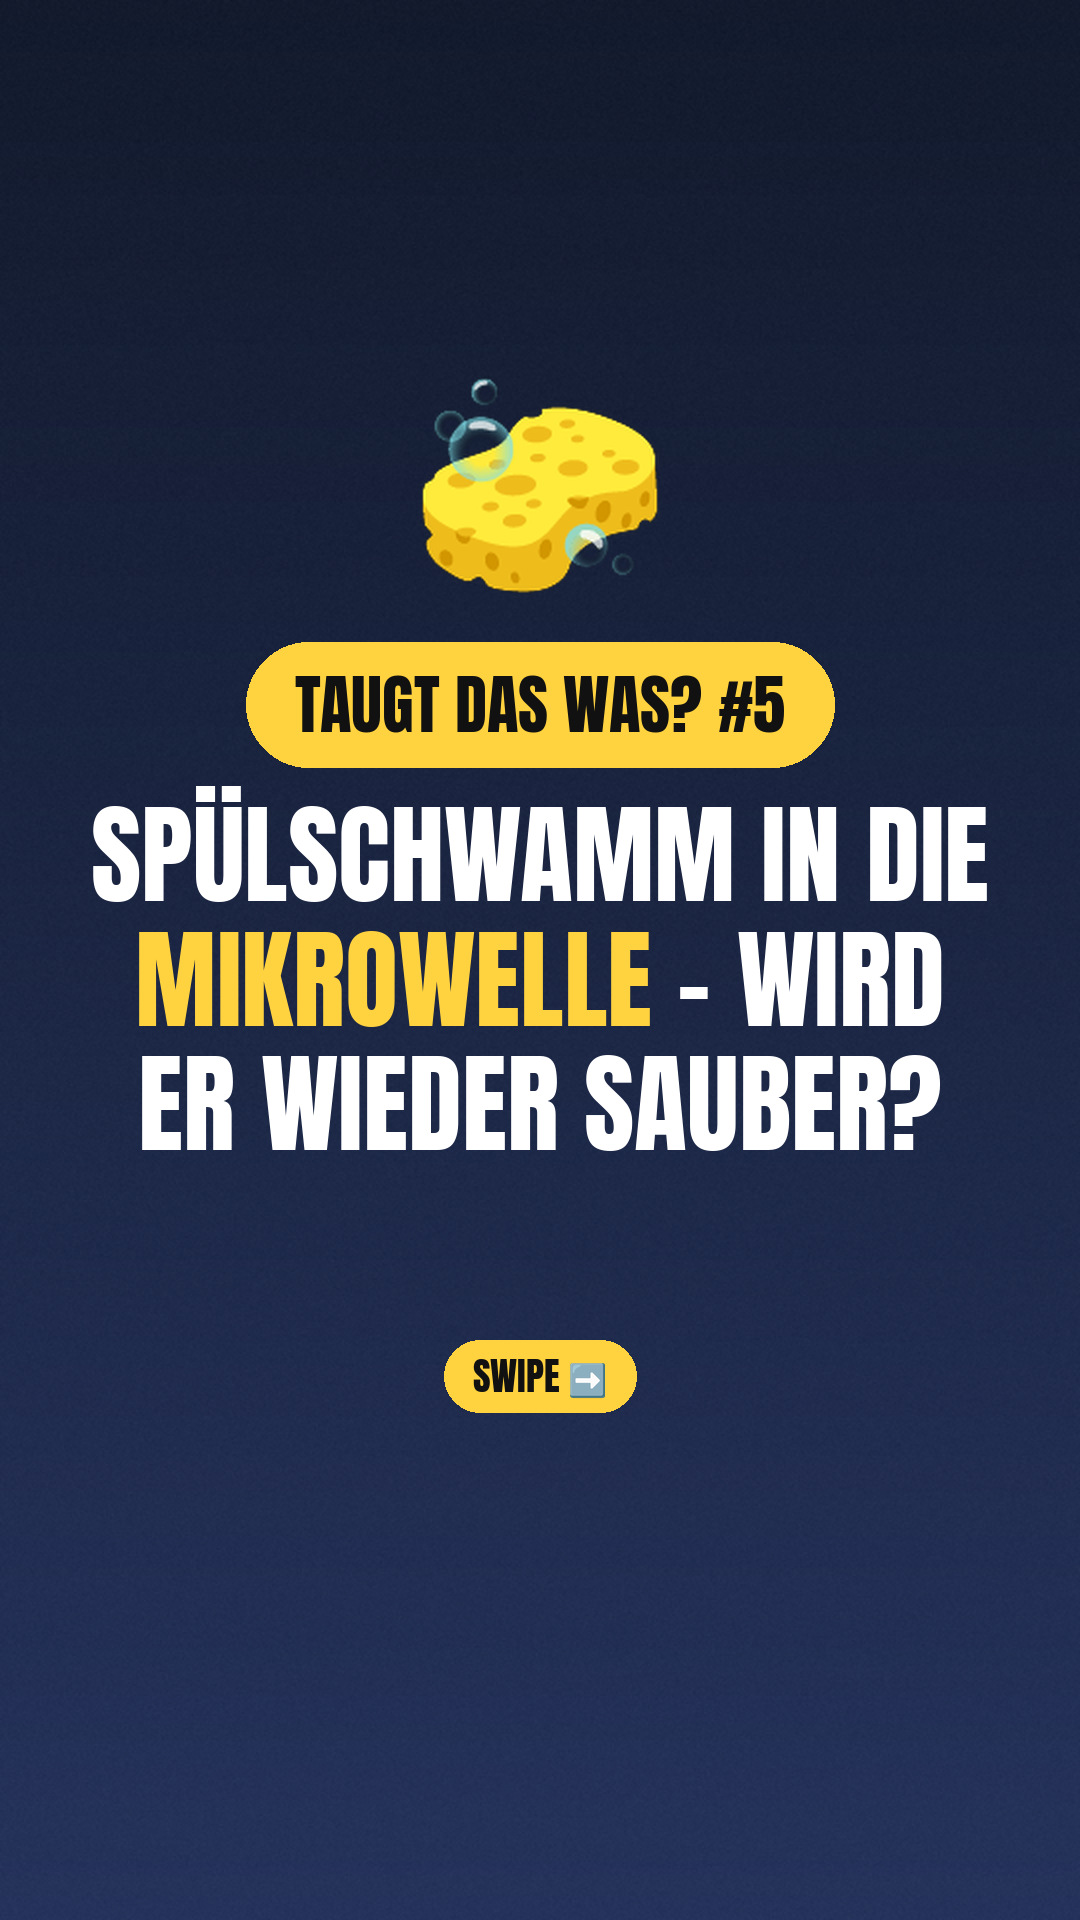 TAUGT DAS WAS? #5
SPÜLSCHWAMM IN DIE
MIKROWELLE - WIRD
ER WIEDER SAUBER?
SWIPE ➡️